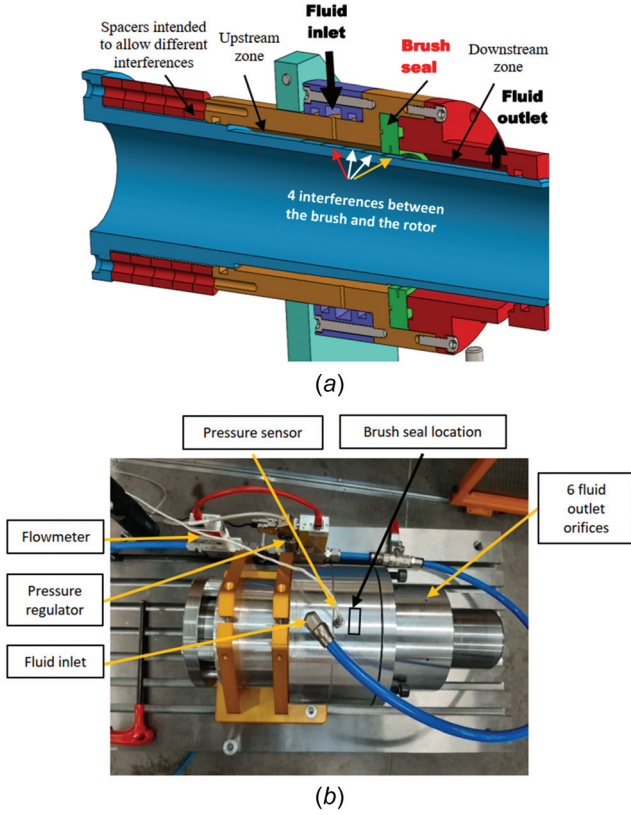 Spacers intended
to allow different
interferences
Upstream
zone
Fluid
inlet
Brush
seal
Downstream
zone
Fluid
outlet
4 interferences between
the brush and the rotor
(a)
Pressure sensor
Brush seal location
6 fluid
outlet
orifices
Flowmeter
Pressure
regulator
Fluid inlet
(b)